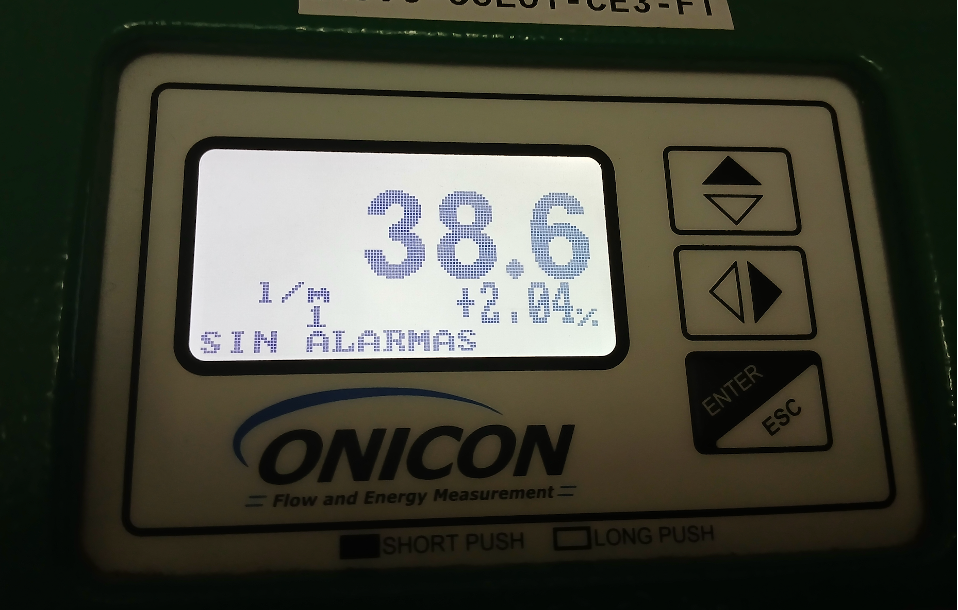 38.6
l/m +2.04%
1
SIN ALARMAS
ENTER
ESC
ONICON
Flow and Energy Measurement
SHORT PUSH LONG PUSH